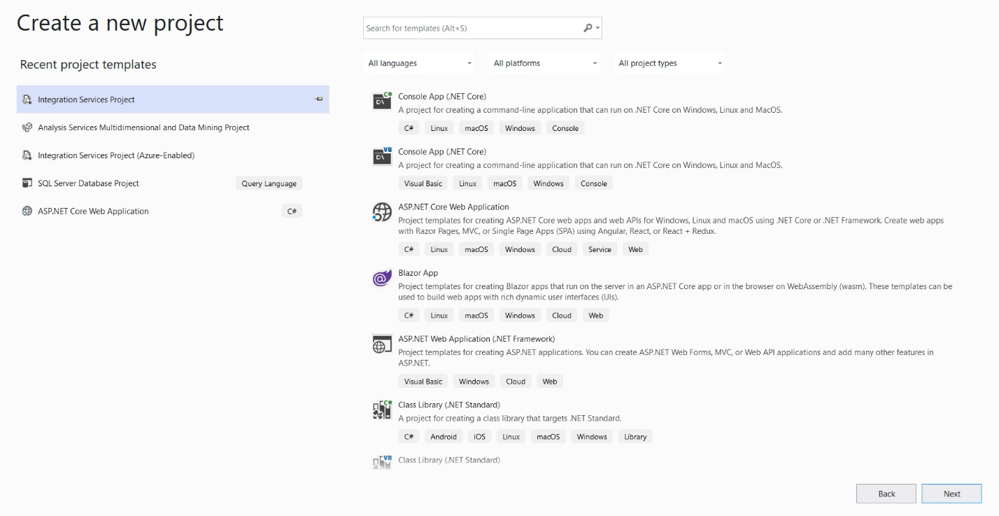 Create a new project
Recent project templates
Integration Services Project
Analysis Services Multidimensional and Data Mining Project
Integration Services Project (Azure-Enabled)
SQL Server Database Project Query Language
ASP.NET Core Web Application C#
Search for templates (Alt+S)
All languages All platforms All project types
C#
Console App (.NET Core)
A project for creating a command-line application that can run on .NET Core on Windows, Linux and MacOS.
C# Linux macOS Windows Console
VB
Console App (.NET Core)
A project for creating a command-line application that can run on .NET Core on Windows, Linux and MacOS.
Visual Basic Linux macOS Windows Console
ASP.NET Core Web Application
Project templates for creating ASP.NET Core web apps and web APIs for Windows, Linux and macOS using .NET Core or .NET Framework. Create web apps
with Razor Pages, MVC, or Single Page Apps (SPA) using Angular, React, or React + Redux.
C# Linux macOS Windows Cloud Service Web
Blazor App
Project templates for creating Blazor apps that run on the server in an ASP.NET Core app or in the browser on WebAssembly (wasm). These templates can be
used to build web apps with rich dynamic user interfaces (UIs).
C# Linux macOS Windows Cloud Web
ASP.NET Web Application (.NET Framework)
Project templates for creating ASP.NET applications. You can create ASP.NET Web Forms, MVC, or Web API applications and add many other features in
ASP.NET.
Visual Basic Windows Cloud Web
C#
Class Library (.NET Standard)
A project for creating a class library that targets .NET Standard.
C# Android iOS Linux macOS Windows Library
VB
Class Library (.NET Standard)
Back Next